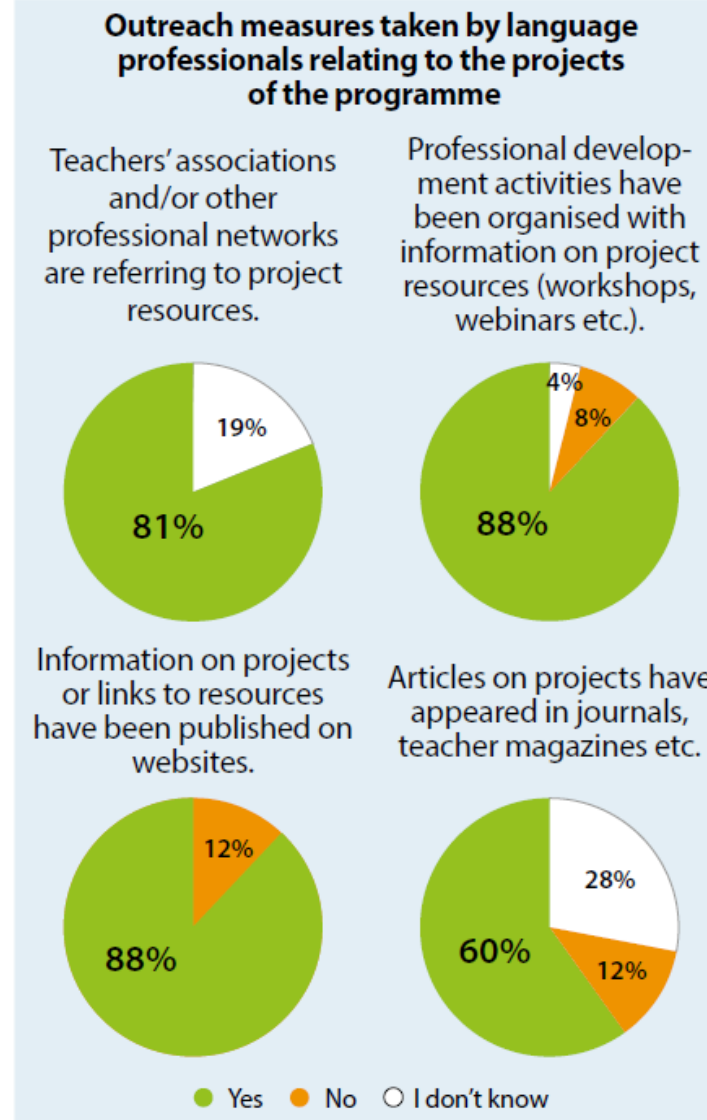 Outreach measures taken by language
professionals relating to the projects
of the programme
Teachers' associations
and/or other
professional networks
are referring to project
resources.
Professional develop-
ment activities have
been organised with
information on project
resources (workshops,
webinars etc.).
19%
81%
4%
8%
88%
Information on projects
or links to resources
have been published on
websites.
Articles on projects have
appeared in journals,
teacher magazines etc.
12%
88%
28%
60%
12%
Yes No I don't know